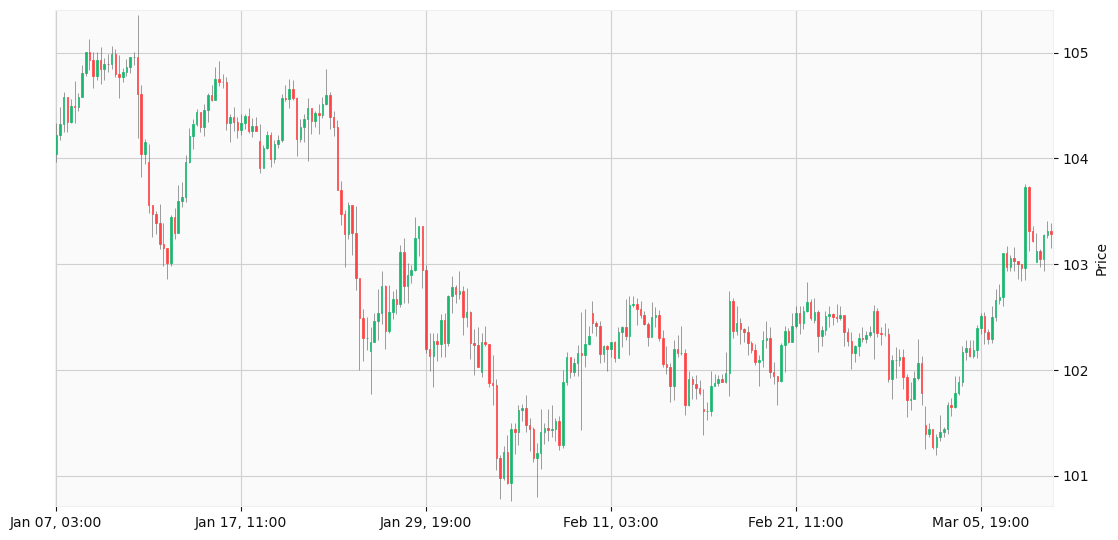 105
104
103
102
101
Price
Jan 07, 03:00
Jan 17, 11:00
Jan 29, 19:00
Feb 11, 03:00
Feb 21, 11:00
Mar 05, 19:00